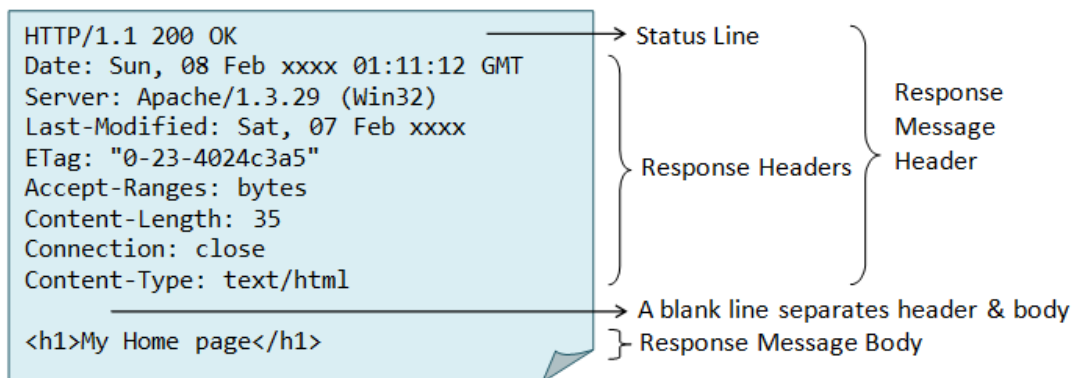 HTTP/1.1 200 OK
Date: Sun, 08 Feb xxxx 01:11:12 GMT
Server: Apache/1.3.29 (Win32)
Last-Modified: Sat, 07 Feb xxxx
ETag: "0-23-4024c3a5"
Accept-Ranges: bytes
Content-Length: 35
Connection: close
Content-Type: text/html
<h1>My Home page</h1>
Status Line
Response Headers
Response
Message
Header
A blank line separates header & body
Response Message Body